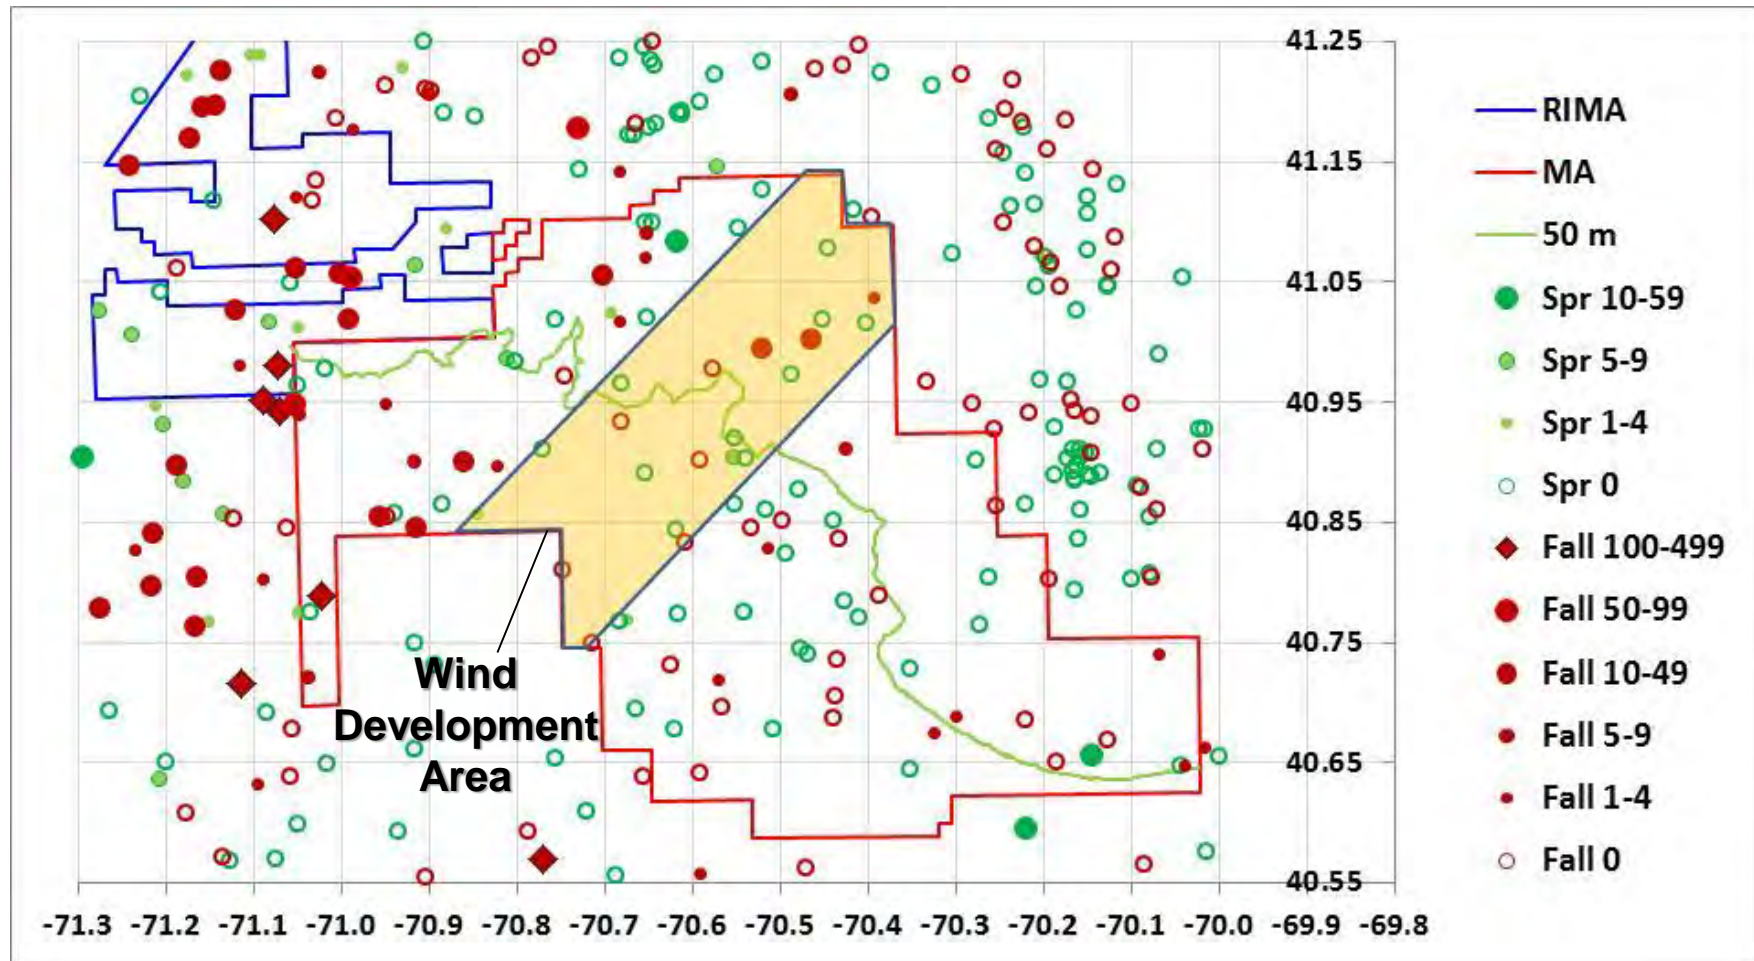 41.25
41.15
41.05
40.95
40.85
40.75
40.65
40.55
-71.3 -71.2 -71.1 -71.0 -70.9 -70.8 -70.7 -70.6 -70.5 -70.4 -70.3 -70.2 -70.1 -70.0 -69.9 -69.8
Wind
Development
Area
RIMA
MA
50 m
Spr 10-59
Spr 5-9
Spr 1-4
Spr 0
Fall 100-499
Fall 50-99
Fall 10-49
Fall 5-9
Fall 1-4
Fall 0